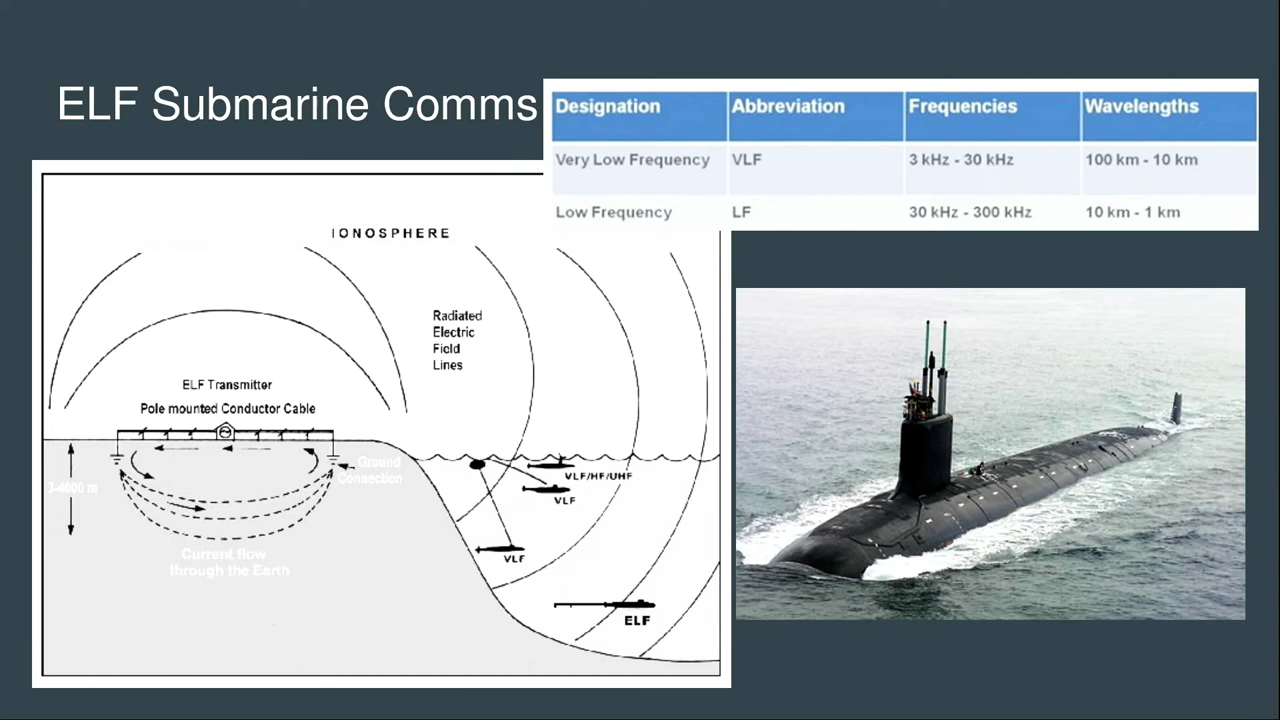 ELF Submarine Comms
Designation Abbreviation Frequencies Wavelengths
Very Low Frequency VLF 3 kHz - 30 kHz 100 km - 10 km
Low Frequency LF 30 kHz - 300 kHz 10 km - 1 km
IONOSPHERE
Radiated
Electric
Field
Lines
ELF Transmitter
Pole mounted Conductor Cable
Ground
Connection
3-4000 m
Current flow
through the Earth
VLF/HF/UHF
VLF
VLF
ELF